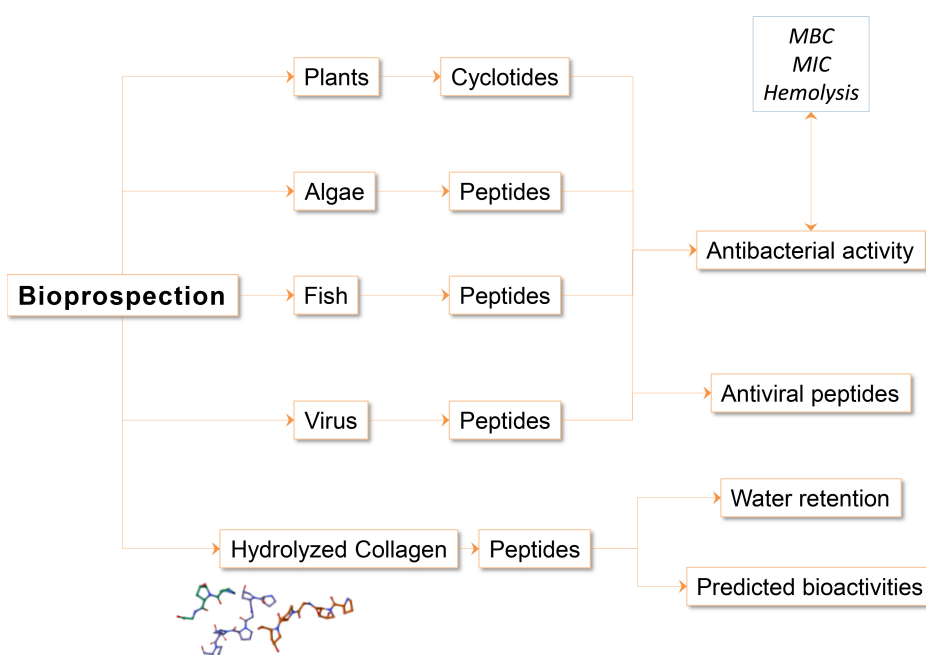 MBC
MIC
Hemolysis
Plants
Cyclotides
Algae
Peptides
Antibacterial activity
Bioprospection
Fish
Peptides
Antiviral peptides
Virus
Peptides
Water retention
Hydrolyzed Collagen
Peptides
Predicted bioactivities